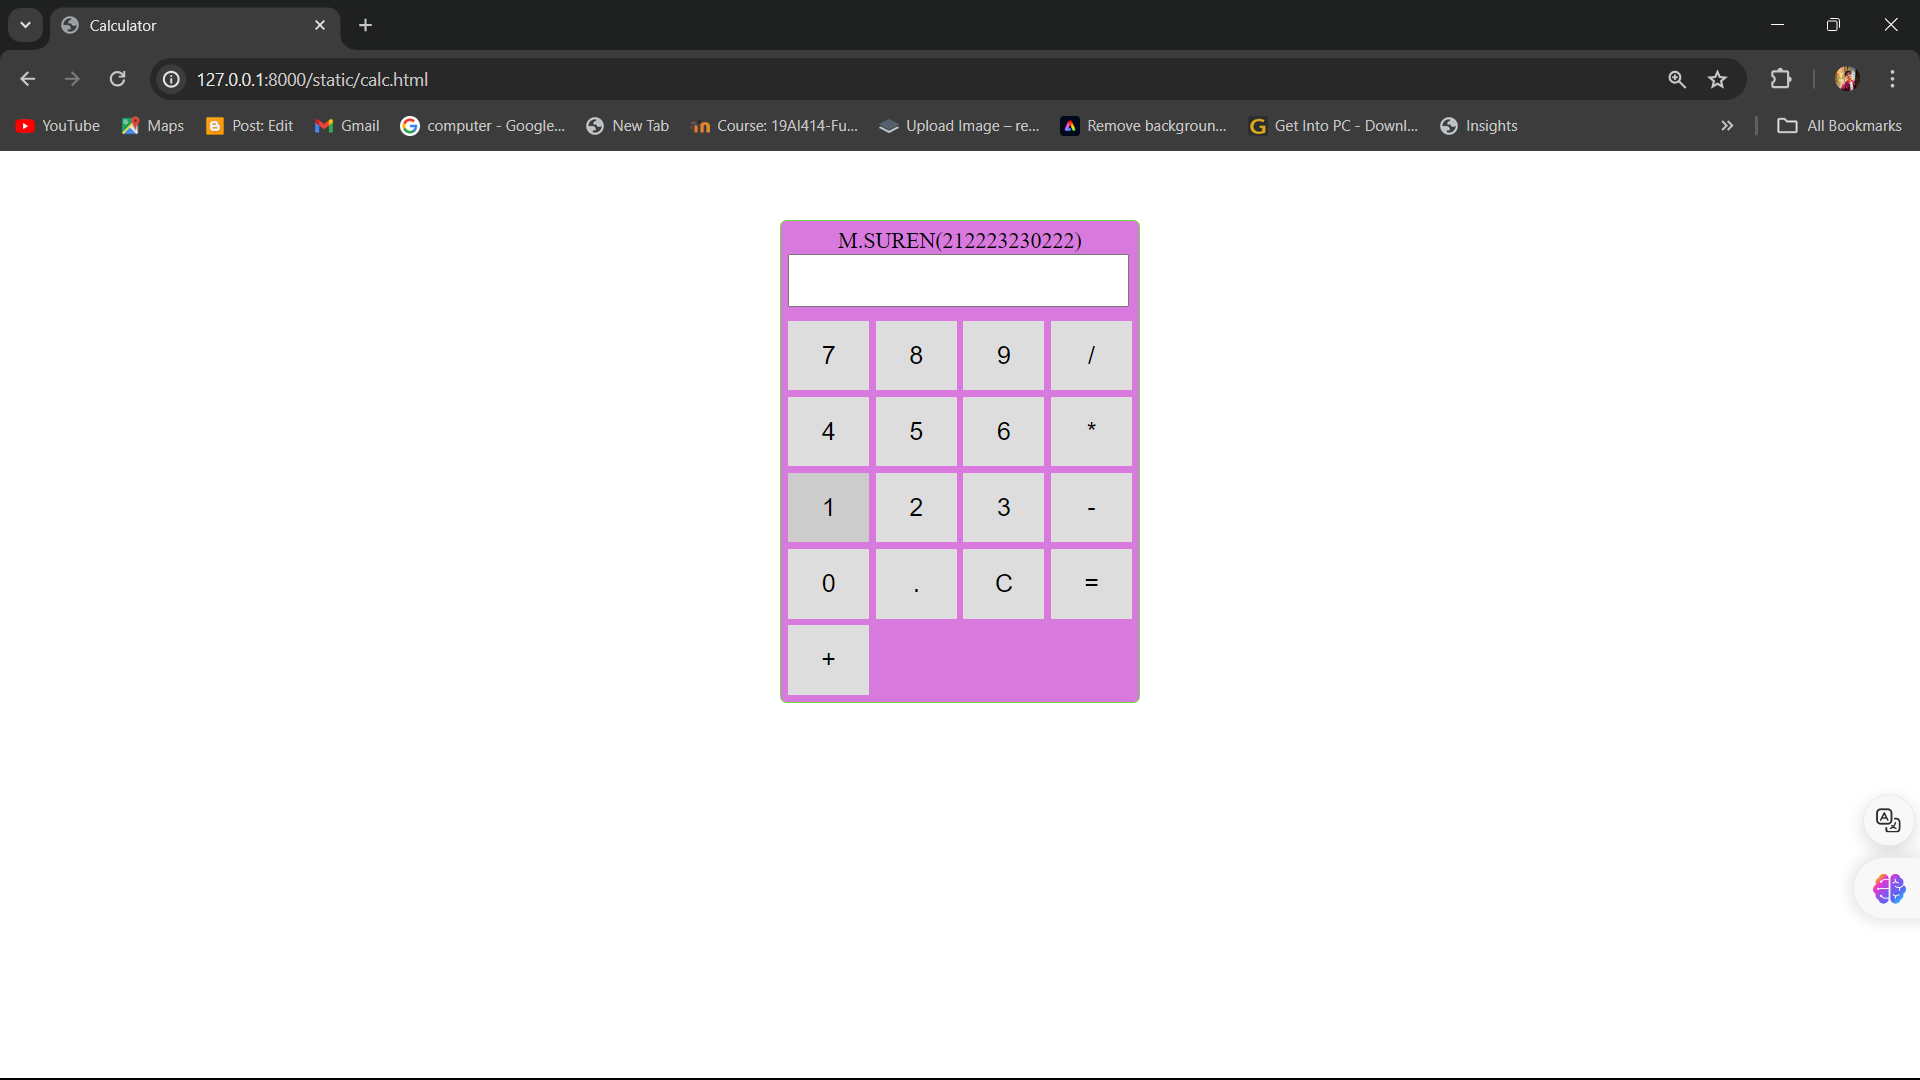 Calculator
127.0.0.1:8000/static/calc.html
YouTube Maps Post: Edit Gmail computer - Google... New Tab Course: 19AI414-Fu... Upload Image – re... Remove backgroun... Get Into PC - Downl... Insights All Bookmarks
M.SUREN(212223230222)
7 8 9 /
4 5 6 *
1 2 3 -
0 . C =
+